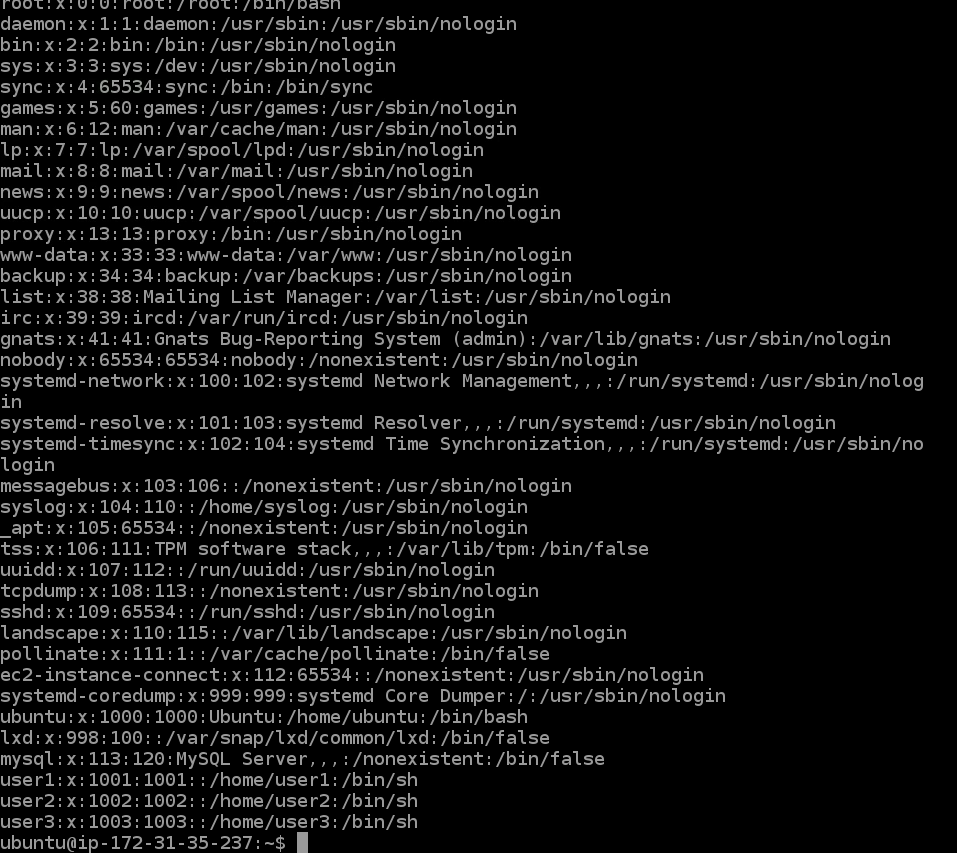 root:x:0:0:root:/root:/bin/bash
daemon:x:1:1:daemon:/usr/sbin:/usr/sbin/nologin
bin:x:2:2:bin:/bin:/usr/sbin/nologin
sys:x:3:3:sys:/dev:/usr/sbin/nologin
sync:x:4:65534:sync:/bin:/bin/sync
games:x:5:60:games:/usr/games:/usr/sbin/nologin
man:x:6:12:man:/var/cache/man:/usr/sbin/nologin
lp:x:7:7:lp:/var/spool/lpd:/usr/sbin/nologin
mail:x:8:8:mail:/var/mail:/usr/sbin/nologin
news:x:9:9:news:/var/spool/news:/usr/sbin/nologin
uucp:x:10:10:uucp:/var/spool/uucp:/usr/sbin/nologin
proxy:x:13:13:proxy:/bin:/usr/sbin/nologin
www-data:x:33:33:www-data:/var/www:/usr/sbin/nologin
backup:x:34:34:backup:/var/backups:/usr/sbin/nologin
list:x:38:38:Mailing List Manager:/var/list:/usr/sbin/nologin
irc:x:39:39:ircd:/var/run/ircd:/usr/sbin/nologin
gnats:x:41:41:Gnats Bug-Reporting System (admin):/var/lib/gnats:/usr/sbin/nologin
nobody:x:65534:65534:nobody:/nonexistent:/usr/sbin/nologin
systemd-network:x:100:102:systemd Network Management,,,:/run/systemd:/usr/sbin/nolog
in
systemd-resolve:x:101:103:systemd Resolver,,,:/run/systemd:/usr/sbin/nologin
systemd-timesync:x:102:104:systemd Time Synchronization,,,:/run/systemd:/usr/sbin/no
login
messagebus:x:103:106::/nonexistent:/usr/sbin/nologin
syslog:x:104:110::/home/syslog:/usr/sbin/nologin
_apt:x:105:65534::/nonexistent:/usr/sbin/nologin
tss:x:106:111:TPM software stack,,,:/var/lib/tpm:/bin/false
uuidd:x:107:112::/run/uuidd:/usr/sbin/nologin
tcpdump:x:108:113::/nonexistent:/usr/sbin/nologin
sshd:x:109:65534::/run/sshd:/usr/sbin/nologin
landscape:x:110:115::/var/lib/landscape:/usr/sbin/nologin
pollinate:x:111:1::/var/cache/pollinate:/bin/false
ec2-instance-connect:x:112:65534::/nonexistent:/usr/sbin/nologin
systemd-coredump:x:999:999:systemd Core Dumper:/:/usr/sbin/nologin
ubuntu:x:1000:1000:Ubuntu:/home/ubuntu:/bin/bash
lxd:x:998:100::/var/snap/lxd/common/lxd:/bin/false
mysql:x:113:120:MySQL Server,,,:/nonexistent:/bin/false
user1:x:1001:1001::/home/user1:/bin/sh
user2:x:1002:1002::/home/user2:/bin/sh
user3:x:1003:1003::/home/user3:/bin/sh
ubuntu@ip-172-31-35-237:~$